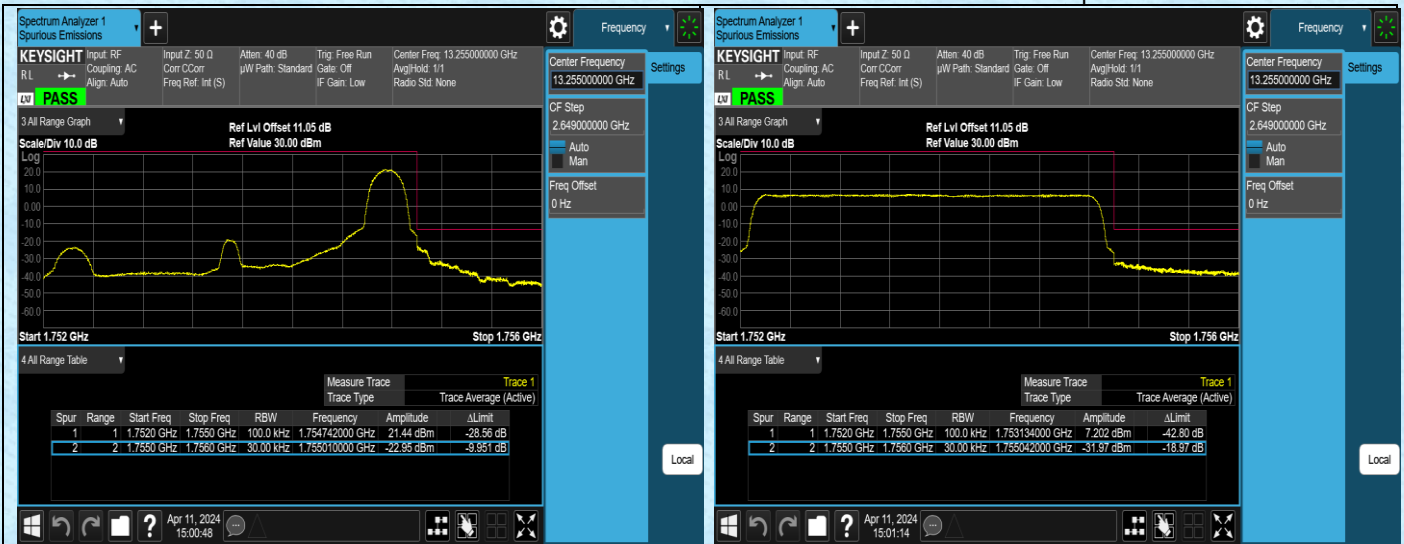 Spectrum Analyzer 1
Spurious Emissions
Frequency
KEYSIGHT Input: RF Input Z: 50 Ω Atten: 40 dB Trig: Free Run Center Freq: 13.255000000 GHz
RL Coupling: AC Corr CCorr µW Path: Standard Gate: Off Avg|Hold: 1/1
Align: Auto Freq Ref: Int (S) IF Gain: Low Radio Std: None
LXI PASS
Center Frequency
13.255000000 GHz
Settings
CF Step
2.649000000 GHz
Auto
Man
Freq Offset
0 Hz
3 All Range Graph
Ref Lvl Offset 11.05 dB
Scale/Div 10.0 dB Ref Value 30.00 dBm
Log
20.0
10.0
0.00
-10.0
-20.0
-30.0
-40.0
-50.0
-60.0
Start 1.752 GHz Stop 1.756 GHz
4 All Range Table
Measure Trace Trace 1
Trace Type Trace Average (Active)
Spur Range Start Freq Stop Freq RBW Frequency Amplitude ΔLimit
1 1 1.7520 GHz 1.7550 GHz 100.0 kHz 1.754742000 GHz 21.44 dBm -28.56 dB
2 2 1.7550 GHz 1.7560 GHz 30.00 kHz 1.755010000 GHz -22.95 dBm -9.951 dB
Local
?
Apr 11, 2024
15:00:48
Spectrum Analyzer 1
Spurious Emissions
Frequency
KEYSIGHT Input: RF Input Z: 50 Ω Atten: 40 dB Trig: Free Run Center Freq: 13.255000000 GHz
RL Coupling: AC Corr CCorr µW Path: Standard Gate: Off Avg|Hold: 1/1
Align: Auto Freq Ref: Int (S) IF Gain: Low Radio Std: None
LXI PASS
Center Frequency
13.255000000 GHz
Settings
CF Step
2.649000000 GHz
Auto
Man
Freq Offset
0 Hz
3 All Range Graph
Ref Lvl Offset 11.05 dB
Scale/Div 10.0 dB Ref Value 30.00 dBm
Log
20.0
10.0
0.00
-10.0
-20.0
-30.0
-40.0
-50.0
-60.0
Start 1.752 GHz Stop 1.756 GHz
4 All Range Table
Measure Trace Trace 1
Trace Type Trace Average (Active)
Spur Range Start Freq Stop Freq RBW Frequency Amplitude ΔLimit
1 1 1.7520 GHz 1.7550 GHz 100.0 kHz 1.753134000 GHz 7.202 dBm -42.80 dB
2 2 1.7550 GHz 1.7560 GHz 30.00 kHz 1.755042000 GHz -31.97 dBm -18.97 dB
Local
?
Apr 11, 2024
15:01:14